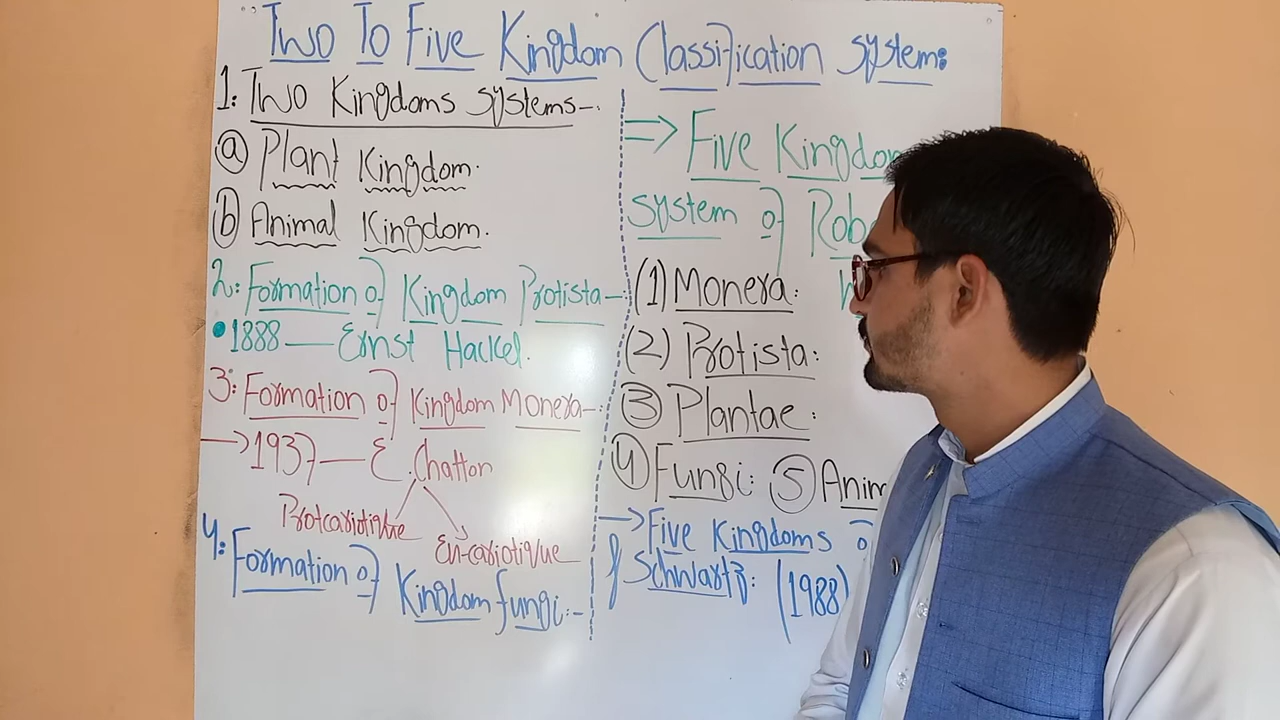 Two To Five Kingdom Classification system:
1: Two Kingdoms systems-.
(a) Plant Kingdom.
(b) Animal Kingdom.
2: Formation of Kingdom Protista-:
• 1888 — Ernst Hackel.
3: Formation of Kingdom Monera-:
→ 1937 — E. Chatton
Protcariotique
Eu-cariotique
4: Formation of Kingdom fungi:-
⇒ Five Kingdom
system of Rob
(1) Monera:
(2) Protista:
(3) Plantae:
(4) Fungi: (5) Anim
→ Five Kingdoms o
f Schwartz: (1988)